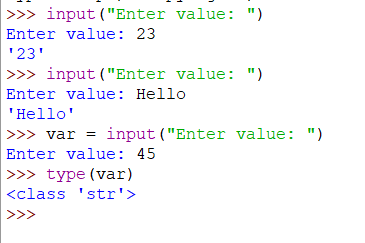 >>> input("Enter value: ")
Enter value: 23
'23'
>>> input("Enter value: ")
Enter value: Hello
'Hello'
>>> var = input("Enter value: ")
Enter value: 45
>>> type(var)
<class 'str'>
>>>